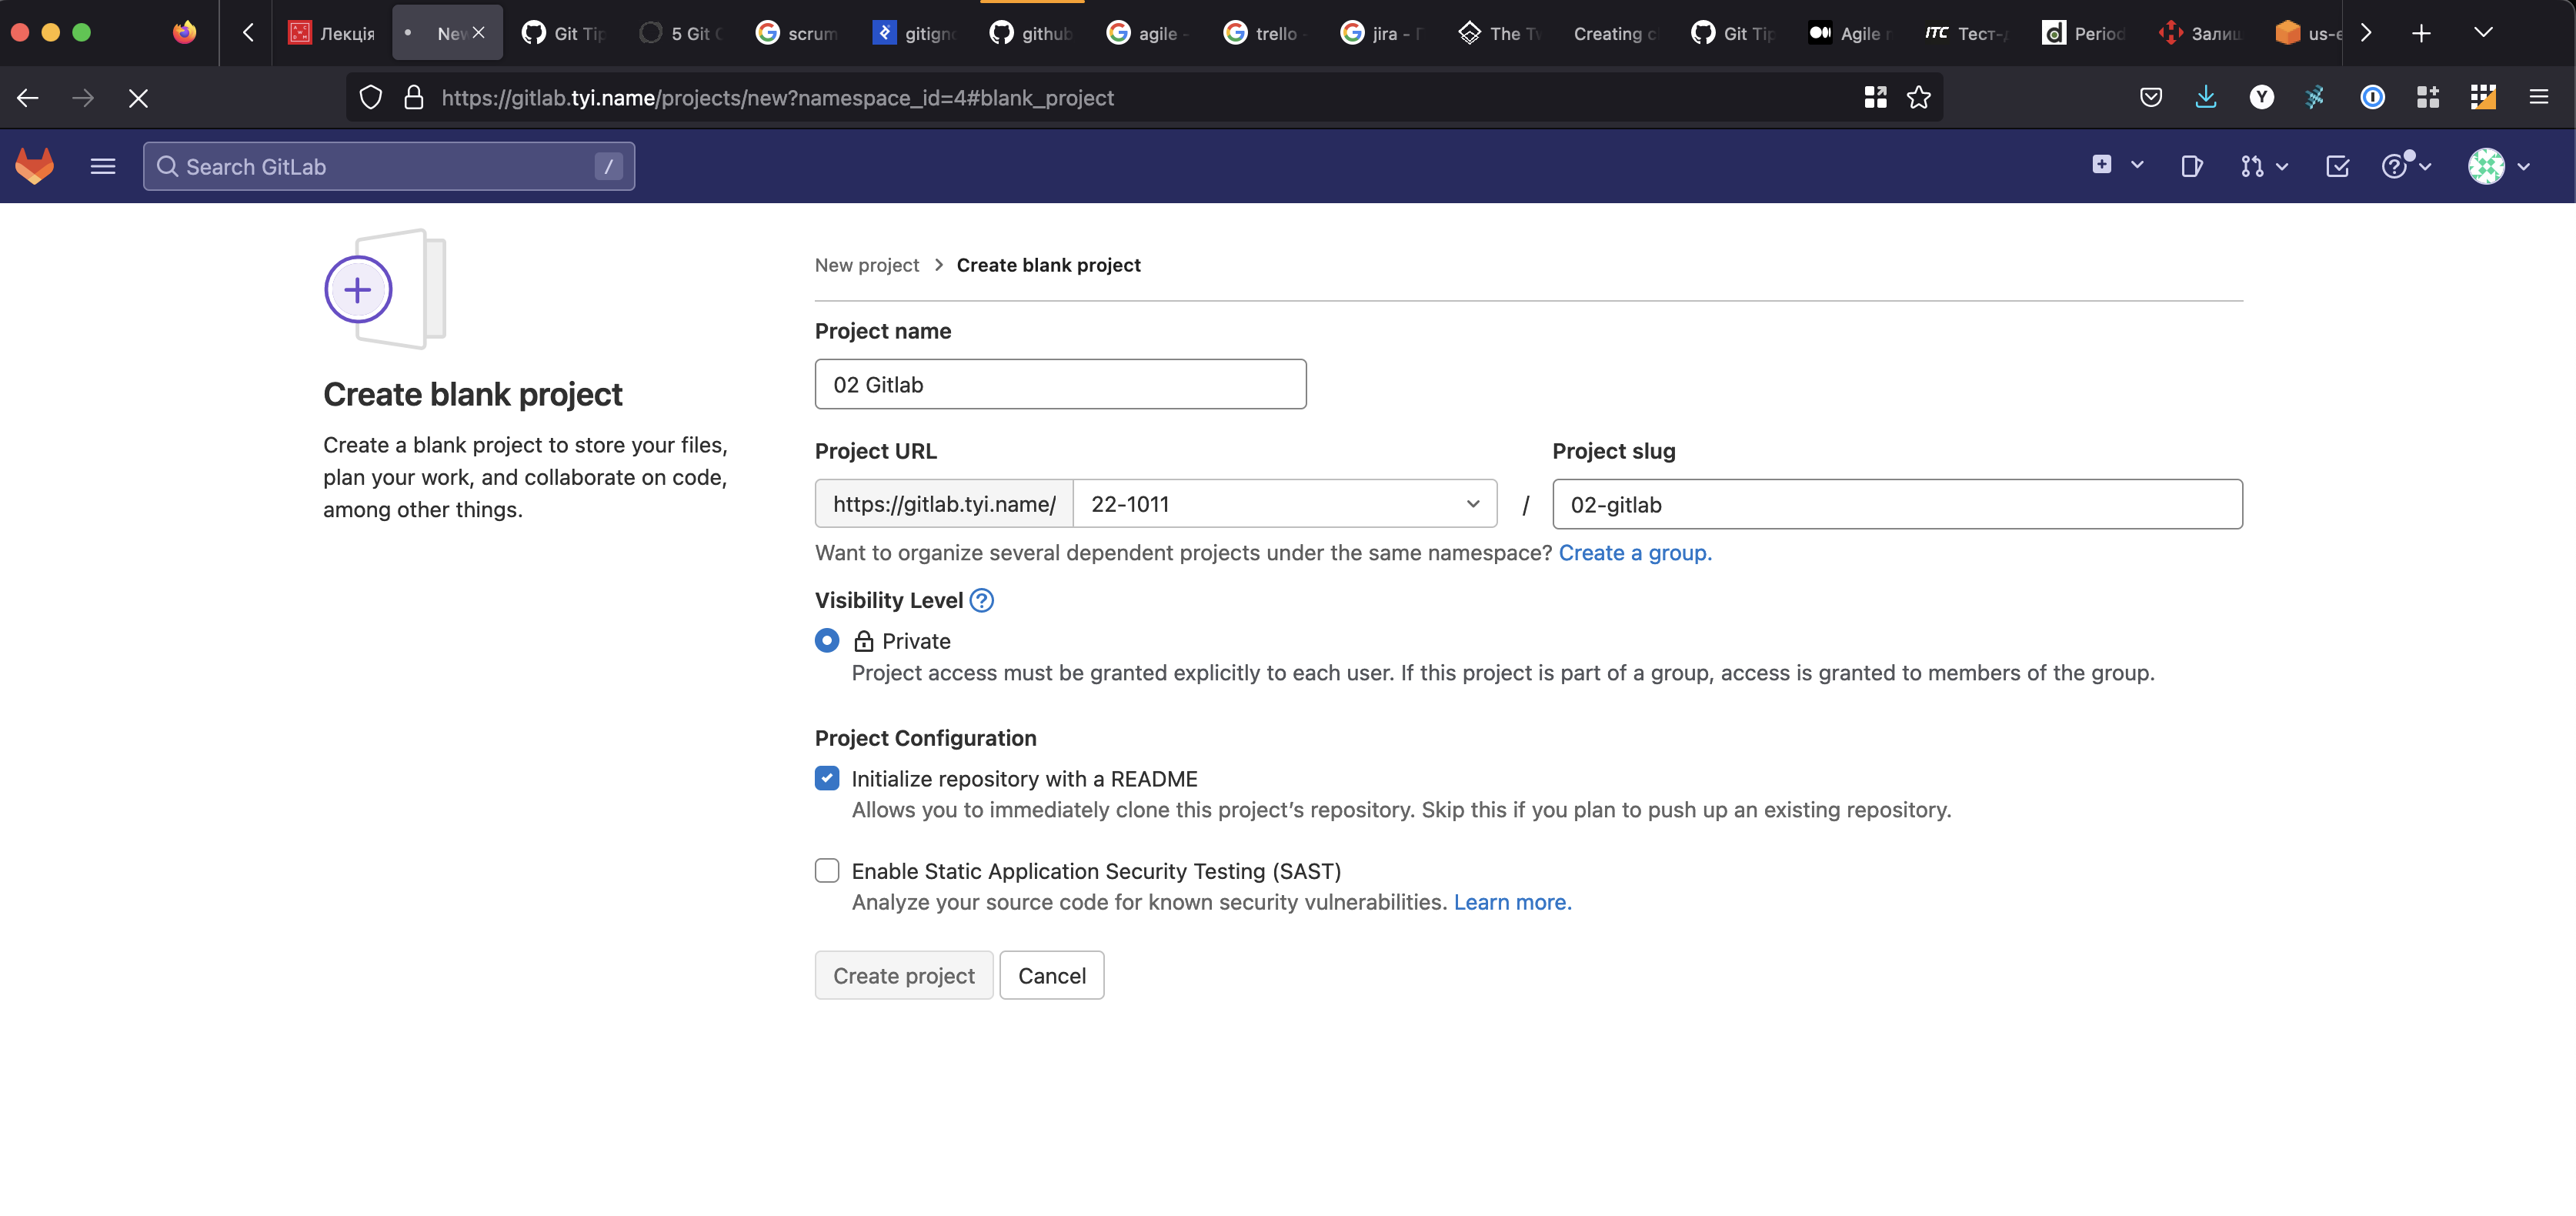 Лекція
New
Git Tip
5 Git C
scrum
gitigno
github
agile -
trello -
jira - П
The Tw
Creating c
Git Tip
Agile
ITC Тест-д
Period
Залиш
us-e
https://gitlab.tyi.name/projects/new?namespace_id=4#blank_project
Y
Search GitLab
/
New project
Create blank project
Create blank project
Create a blank project to store your files,
plan your work, and collaborate on code,
among other things.
Project name
02 Gitlab
Project URL
Project slug
https://gitlab.tyi.name/
22-1011
/
02-gitlab
Want to organize several dependent projects under the same namespace? Create a group.
Visibility Level
Private
Project access must be granted explicitly to each user. If this project is part of a group, access is granted to members of the group.
Project Configuration
Initialize repository with a README
Allows you to immediately clone this project’s repository. Skip this if you plan to push up an existing repository.
Enable Static Application Security Testing (SAST)
Analyze your source code for known security vulnerabilities. Learn more.
Create project
Cancel